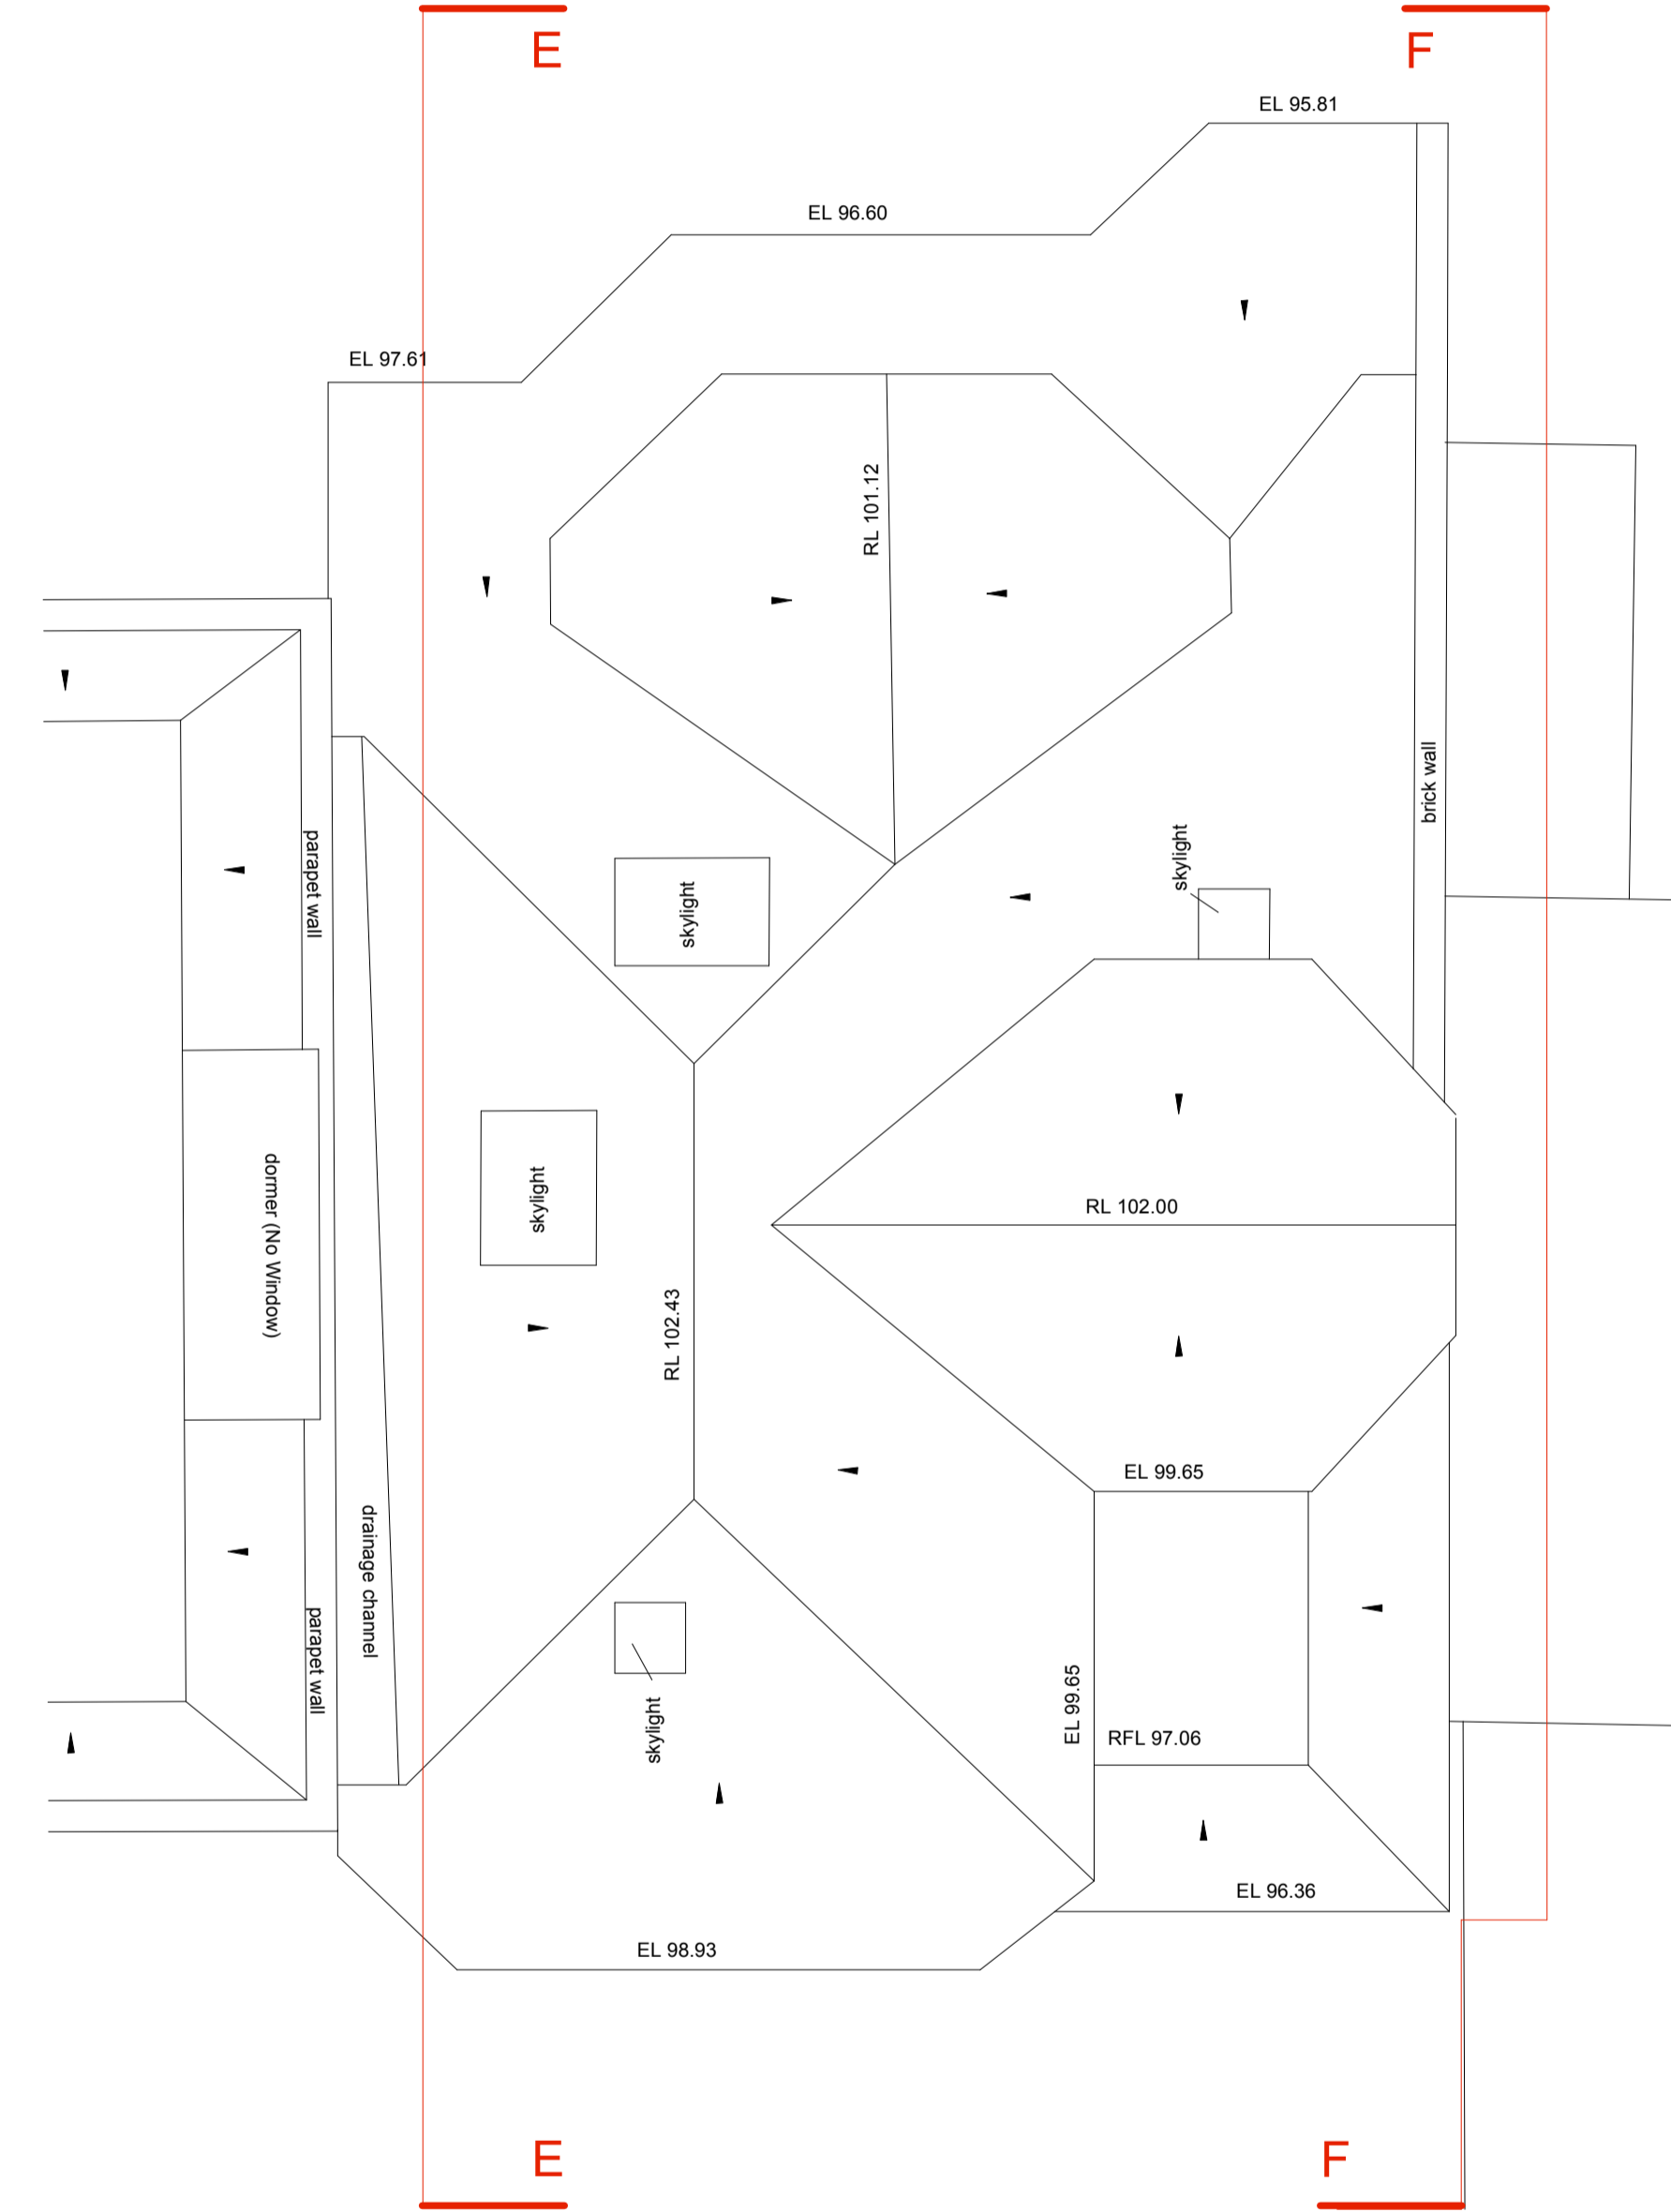 E
F
EL 95.81
EL 96.60
EL 97.61
RL 101.12
brick wall
parapet wall
skylight
skylight
skylight
dormer (No Window)
RL 102.00
RL 102.43
EL 99.65
drainage channel
parapet wall
skylight
EL 99.65
RFL 97.06
EL 96.36
EL 98.93
E
F